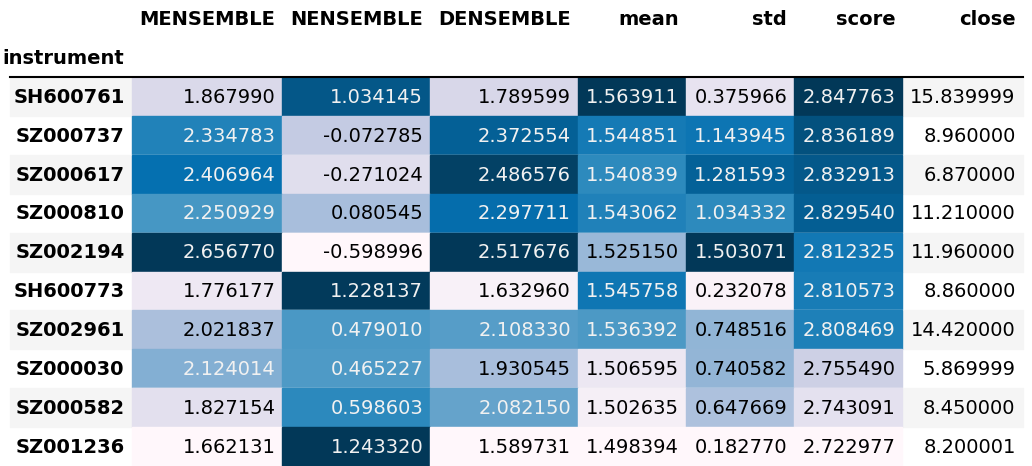 MENSEMBLE NENSEMBLE DENSEMBLE mean std score close
instrument
SH600761 1.867990 1.034145 1.789599 1.563911 0.375966 2.847763 15.839999
SZ000737 2.334783 -0.072785 2.372554 1.544851 1.143945 2.836189 8.960000
SZ000617 2.406964 -0.271024 2.486576 1.540839 1.281593 2.832913 6.870000
SZ000810 2.250929 0.080545 2.297711 1.543062 1.034332 2.829540 11.210000
SZ002194 2.656770 -0.598996 2.517676 1.525150 1.503071 2.812325 11.960000
SH600773 1.776177 1.228137 1.632960 1.545758 0.232078 2.810573 8.860000
SZ002961 2.021837 0.479010 2.108330 1.536392 0.748516 2.808469 14.420000
SZ000030 2.124014 0.465227 1.930545 1.506595 0.740582 2.755490 5.869999
SZ000582 1.827154 0.598603 2.082150 1.502635 0.647669 2.743091 8.450000
SZ001236 1.662131 1.243320 1.589731 1.498394 0.182770 2.722977 8.200001